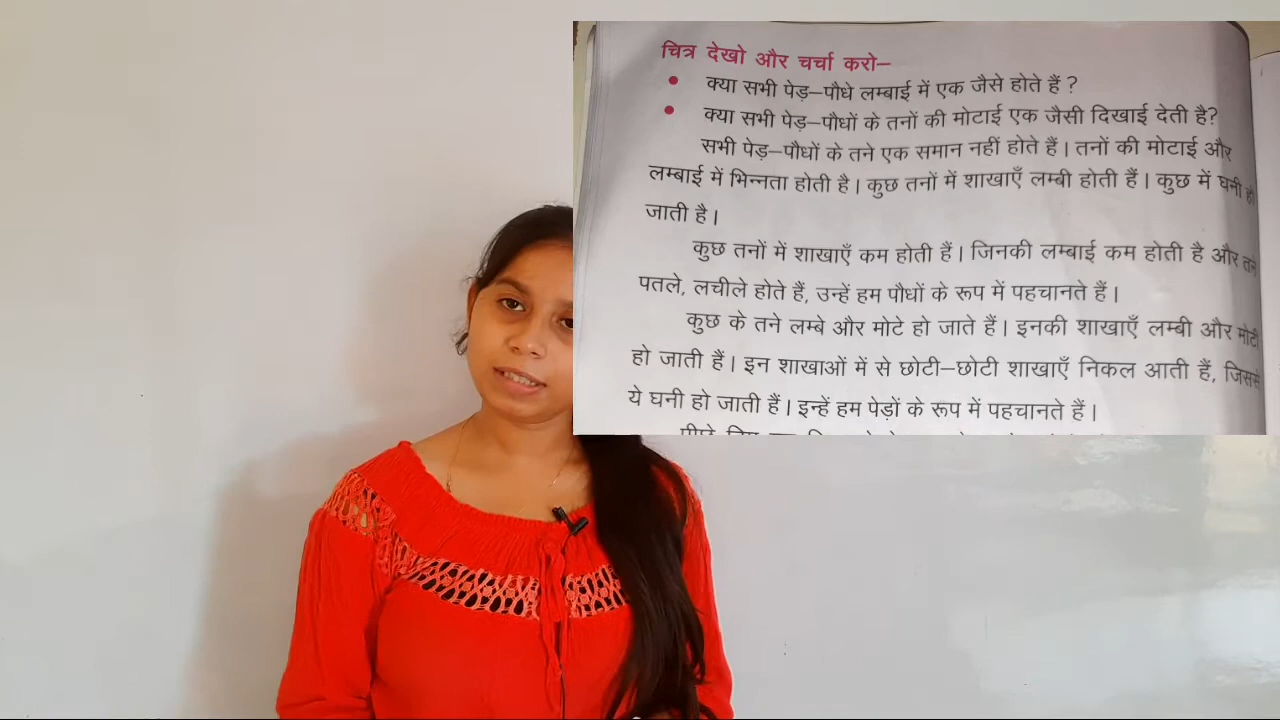 चित्र देखो और चर्चा करो–
• क्या सभी पेड़–पौधे लम्बाई में एक जैसे होते हैं ?
• क्या सभी पेड़–पौधों के तनों की मोटाई एक जैसी दिखाई देती है?
सभी पेड़–पौधों के तने एक समान नहीं होते हैं। तनों की मोटाई और
लम्बाई में भिन्नता होती है। कुछ तनों में शाखाएँ लम्बी होती हैं। कुछ में घनी हो
जाती है।
कुछ तनों में शाखाएँ कम होती हैं। जिनकी लम्बाई कम होती है और तने
पतले, लचीले होते हैं, उन्हें हम पौधों के रूप में पहचानते हैं।
कुछ के तने लम्बे और मोटे हो जाते हैं। इनकी शाखाएँ लम्बी और मोटी
हो जाती हैं। इन शाखाओं में से छोटी–छोटी शाखाएँ निकल आती हैं, जिससे
ये घनी हो जाती हैं। इन्हें हम पेड़ों के रूप में पहचानते हैं।